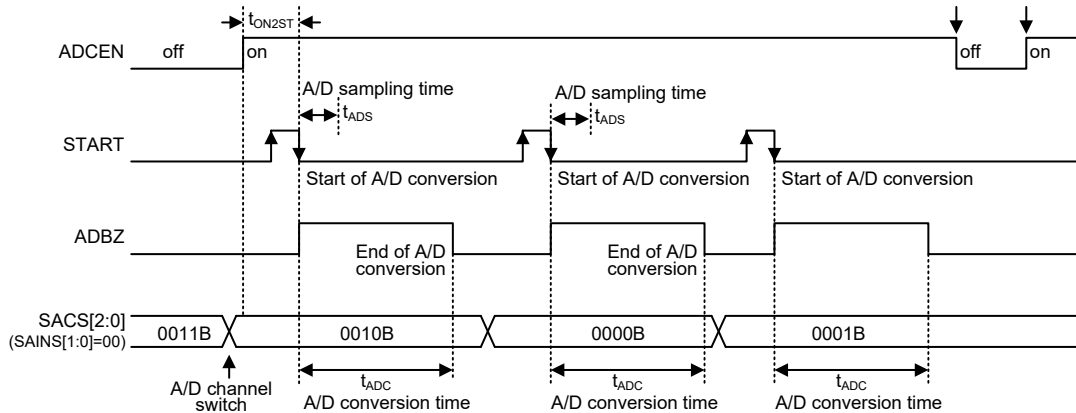 tON2ST
ADCEN off on off on
A/D sampling time A/D sampling time
tADS tADS
START
Start of A/D conversion Start of A/D conversion Start of A/D conversion
ADBZ
End of A/D conversion End of A/D conversion
SACS[2:0]
(SAINS[1:0]=00)
0011B 0010B 0000B 0001B
A/D channel switch
tADC tADC tADC
A/D conversion time A/D conversion time A/D conversion time